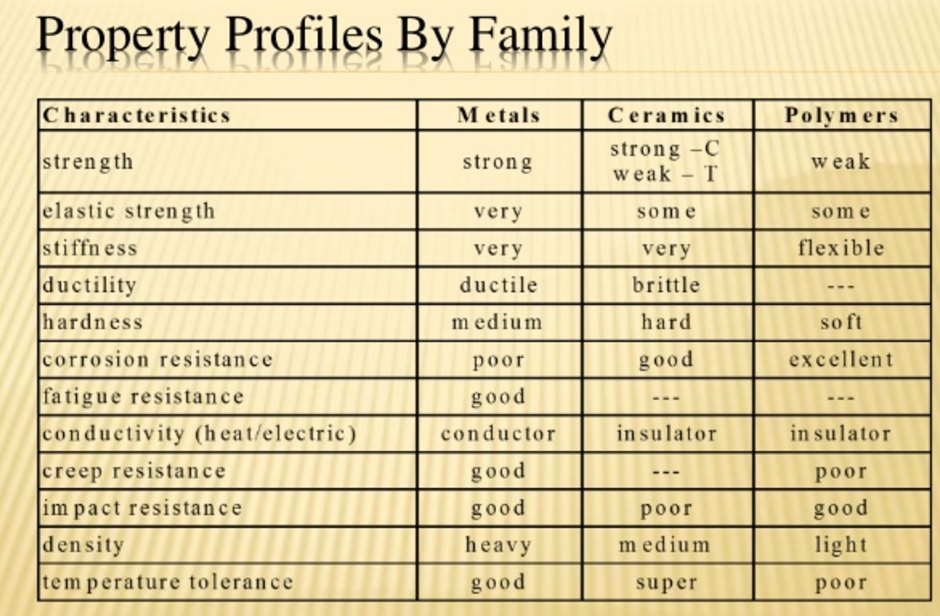 Property Profiles By Family
Characteristics Metals Ceramics Polymers
strength strong strong –C weak – T weak
elastic strength very some some
stiffness very very flexible
ductility ductile brittle ---
hardness medium hard soft
corrosion resistance poor good excellent
fatigue resistance good --- ---
conductivity (heat/electric) conductor insulator insulator
creep resistance good --- poor
impact resistance good poor good
density heavy medium light
temperature tolerance good super poor